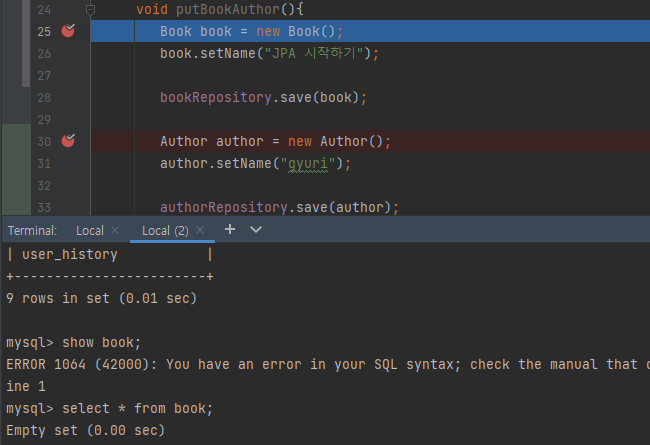 24 void putBookAuthor(){
25 Book book = new Book();
26 book.setName("JPA 시작하기");
27
28 bookRepository.save(book);
29
30 Author author = new Author();
31 author.setName("gyuri");
32
33 authorRepository.save(author);
Terminal: Local × Local (2) × +
| user_history |
+------------------------+
9 rows in set (0.01 sec)
mysql> show book;
ERROR 1064 (42000): You have an error in your SQL syntax; check the manual that
ine 1
mysql> select * from book;
Empty set (0.00 sec)